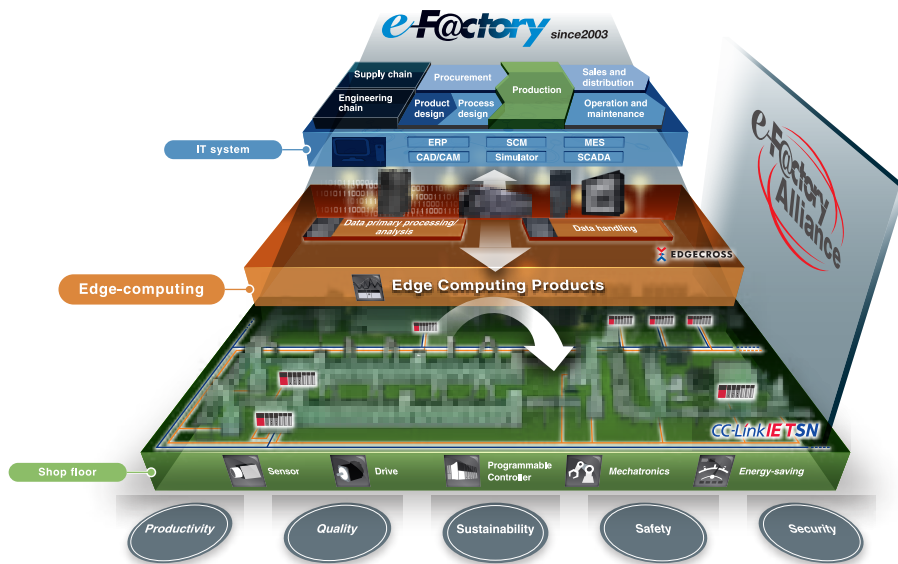 e-F@ctory since2003
Supply chain
Procurement
Production
Sales and
distribution
Engineering
chain
Product
design
Process
design
Operation and
maintenance
IT system
ERP
SCM
MES
CAD/CAM
Simulator
SCADA
e-F@ctory
Alliance
Data primary processing/
analysis
Data handling
EDGECROSS
Edge-computing
Edge Computing Products
CC-Link IE TSN
Shop floor
Sensor
Drive
Programmable
Controller
Mechatronics
Energy-saving
Productivity
Quality
Sustainability
Safety
Security